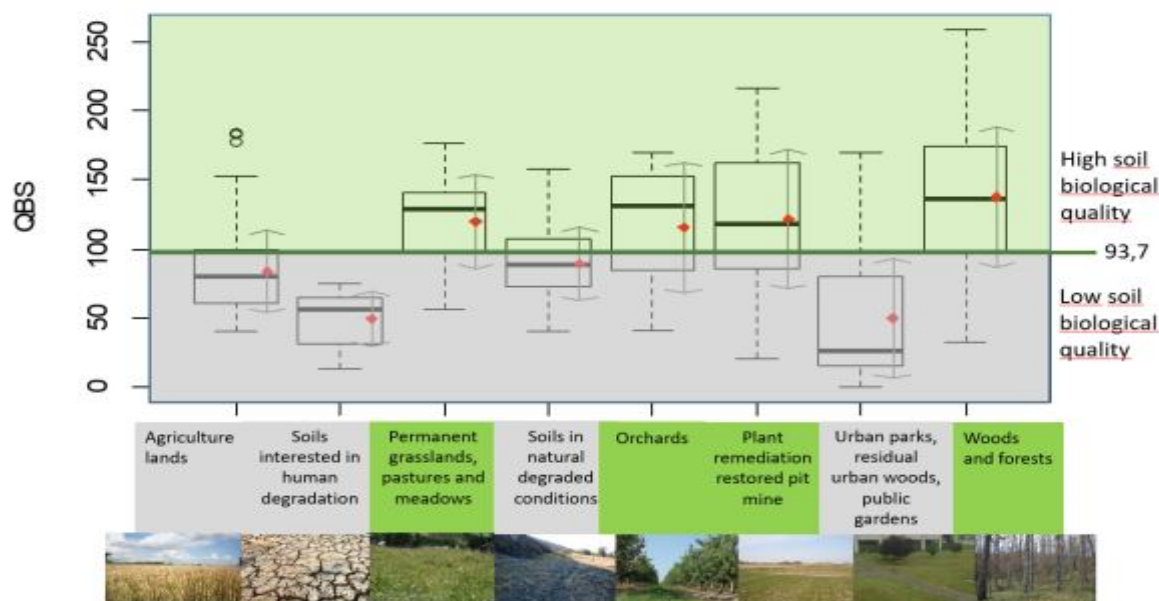 QBS
250
200
150
100
50
0
High soil
biological
quality
93,7
Low soil
biological
quality
Agriculture
lands
Soils
interested in
human
degradation
Permanent
grasslands,
pastures and
meadows
Soils in
natural
degraded
conditions
Orchards
Plant
remediation
restored pit
mine
Urban parks,
residual
urban woods,
public
gardens
Woods
and forests